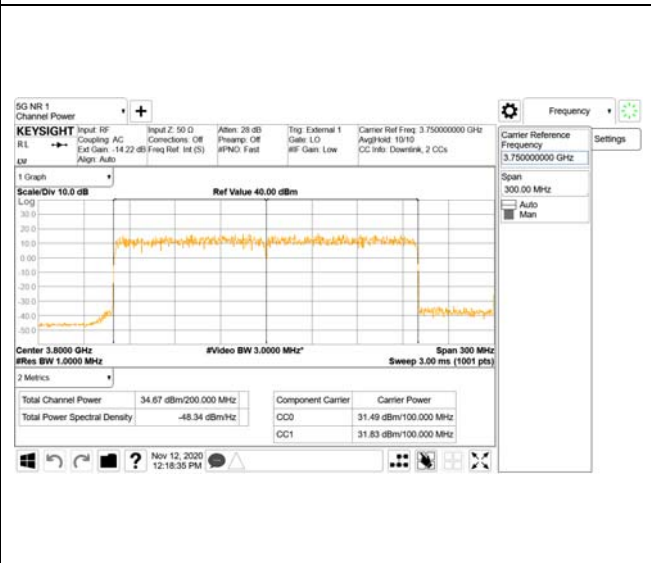 5G NR 1
Channel Power
Frequency
KEYSIGHT
Input: RF
Coupling: AC
Ext Gain: -14.22 dB
Align: Auto
R L
Input Z: 50 Ω
Corrections: Off
Freq Ref: Int (S)
Atten: 28 dB
Preamp: Off
#PNO: Fast
Trig: External 1
Gate: LO
#IF Gain: Low
Carrier Ref Freq: 3.750000000 GHz
Avg|Hold: 10/10
CC Info: Downlink, 2 CCs
Carrier Reference
Frequency
3.750000000 GHz
Settings
Span
300.00 MHz
Auto
Man
1 Graph
Scale/Div 10.0 dB
Ref Value 40.00 dBm
Log
30.0
20.0
10.0
0.00
-10.0
-20.0
-30.0
-40.0
-50.0
Center 3.8000 GHz
#Video BW 3.0000 MHz*
Span 300 MHz
#Res BW 1.0000 MHz
Sweep 3.00 ms (1001 pts)
2 Metrics
Total Channel Power 34.67 dBm/200.000 MHz
Total Power Spectral Density -48.34 dBm/Hz
Component Carrier Carrier Power
CC0 31.49 dBm/100.000 MHz
CC1 31.83 dBm/100.000 MHz
Nov 12, 2020
12:18:35 PM